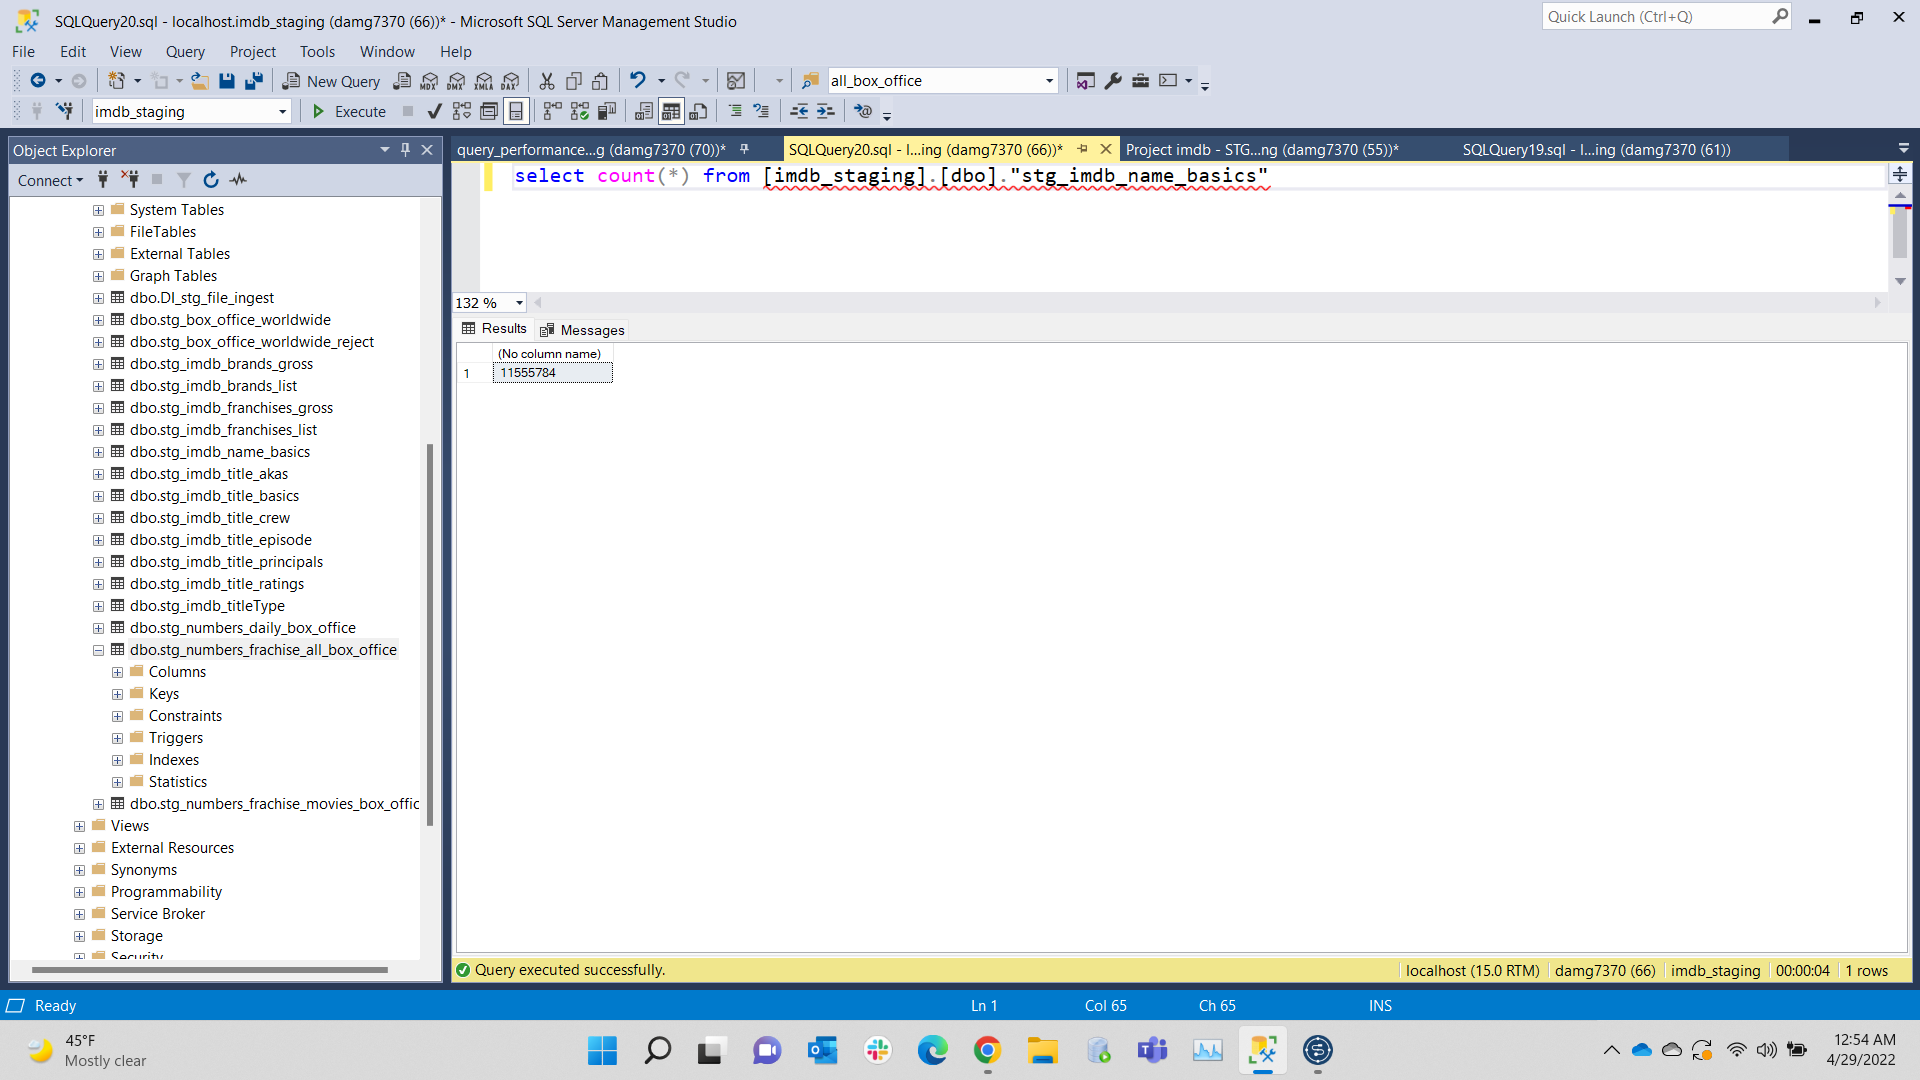 SQLQuery20.sql - localhost.imdb_staging (damg7370 (66))* - Microsoft SQL Server Management Studio
Quick Launch (Ctrl+Q)
File Edit View Query Project Tools Window Help
New Query
MDX DMX XMLA DAX
all_box_office
imdb_staging
Execute
Object Explorer
query_performance...g (damg7370 (70))*
SQLQuery20.sql - l...ing (damg7370 (66))*
Project imdb - STG...ng (damg7370 (55))*
SQLQuery19.sql - l...ing (damg7370 (61))
Connect
select count(*) from [imdb_staging].[dbo]."stg_imdb_name_basics"
System Tables
FileTables
External Tables
Graph Tables
dbo.DI_stg_file_ingest
dbo.stg_box_office_worldwide
dbo.stg_box_office_worldwide_reject
dbo.stg_imdb_brands_gross
dbo.stg_imdb_brands_list
dbo.stg_imdb_franchises_gross
dbo.stg_imdb_franchises_list
dbo.stg_imdb_name_basics
dbo.stg_imdb_title_akas
dbo.stg_imdb_title_basics
dbo.stg_imdb_title_crew
dbo.stg_imdb_title_episode
dbo.stg_imdb_title_principals
dbo.stg_imdb_title_ratings
dbo.stg_imdb_titleType
dbo.stg_numbers_daily_box_office
dbo.stg_numbers_frachise_all_box_office
Columns
Keys
Constraints
Triggers
Indexes
Statistics
dbo.stg_numbers_frachise_movies_box_offic
Views
External Resources
Synonyms
Programmability
Service Broker
Storage
Security
132 %
Results Messages
(No column name)
1 11555784
Query executed successfully.
localhost (15.0 RTM) damg7370 (66) imdb_staging 00:00:04 1 rows
Ready
Ln 1 Col 65 Ch 65 INS
45°F
Mostly clear
12:54 AM
4/29/2022